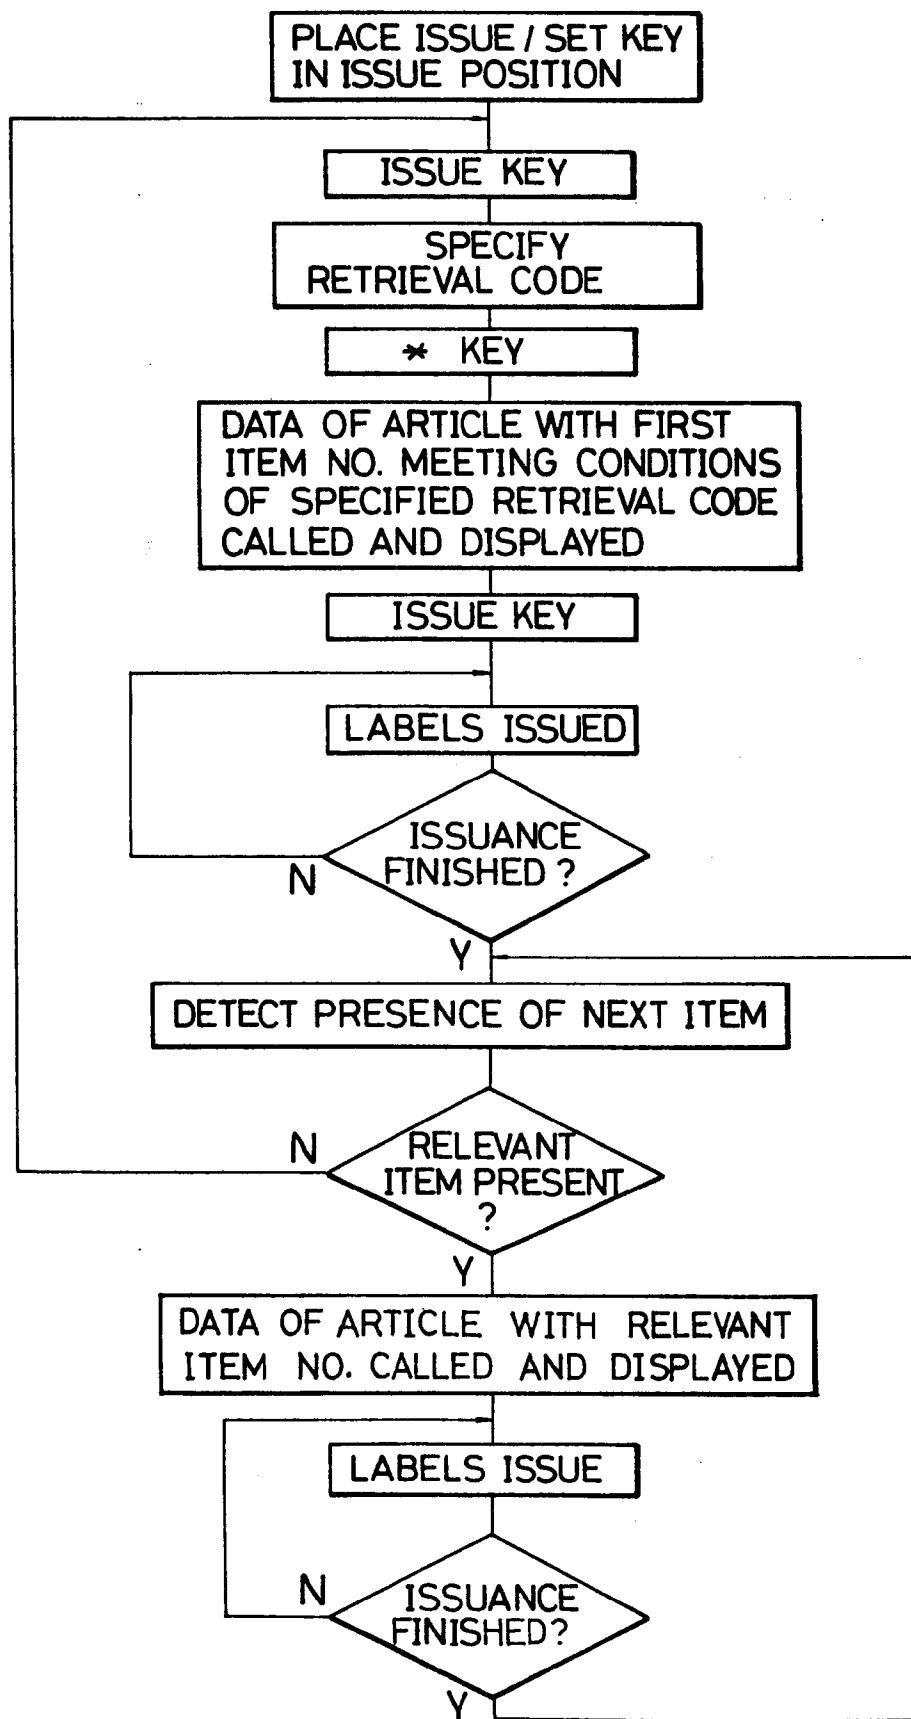 PLACE ISSUE / SET KEY
IN ISSUE POSITION
ISSUE KEY
SPECIFY
RETRIEVAL CODE
* KEY
DATA OF ARTICLE WITH FIRST
ITEM NO. MEETING CONDITIONS
OF SPECIFIED RETRIEVAL CODE
CALLED AND DISPLAYED
ISSUE KEY
LABELS ISSUED
ISSUANCE
FINISHED ?
N
Y
DETECT PRESENCE OF NEXT ITEM
N
RELEVANT
ITEM PRESENT
?
Y
DATA OF ARTICLE WITH RELEVANT
ITEM NO. CALLED AND DISPLAYED
LABELS ISSUE
N
ISSUANCE
FINISHED?
Y